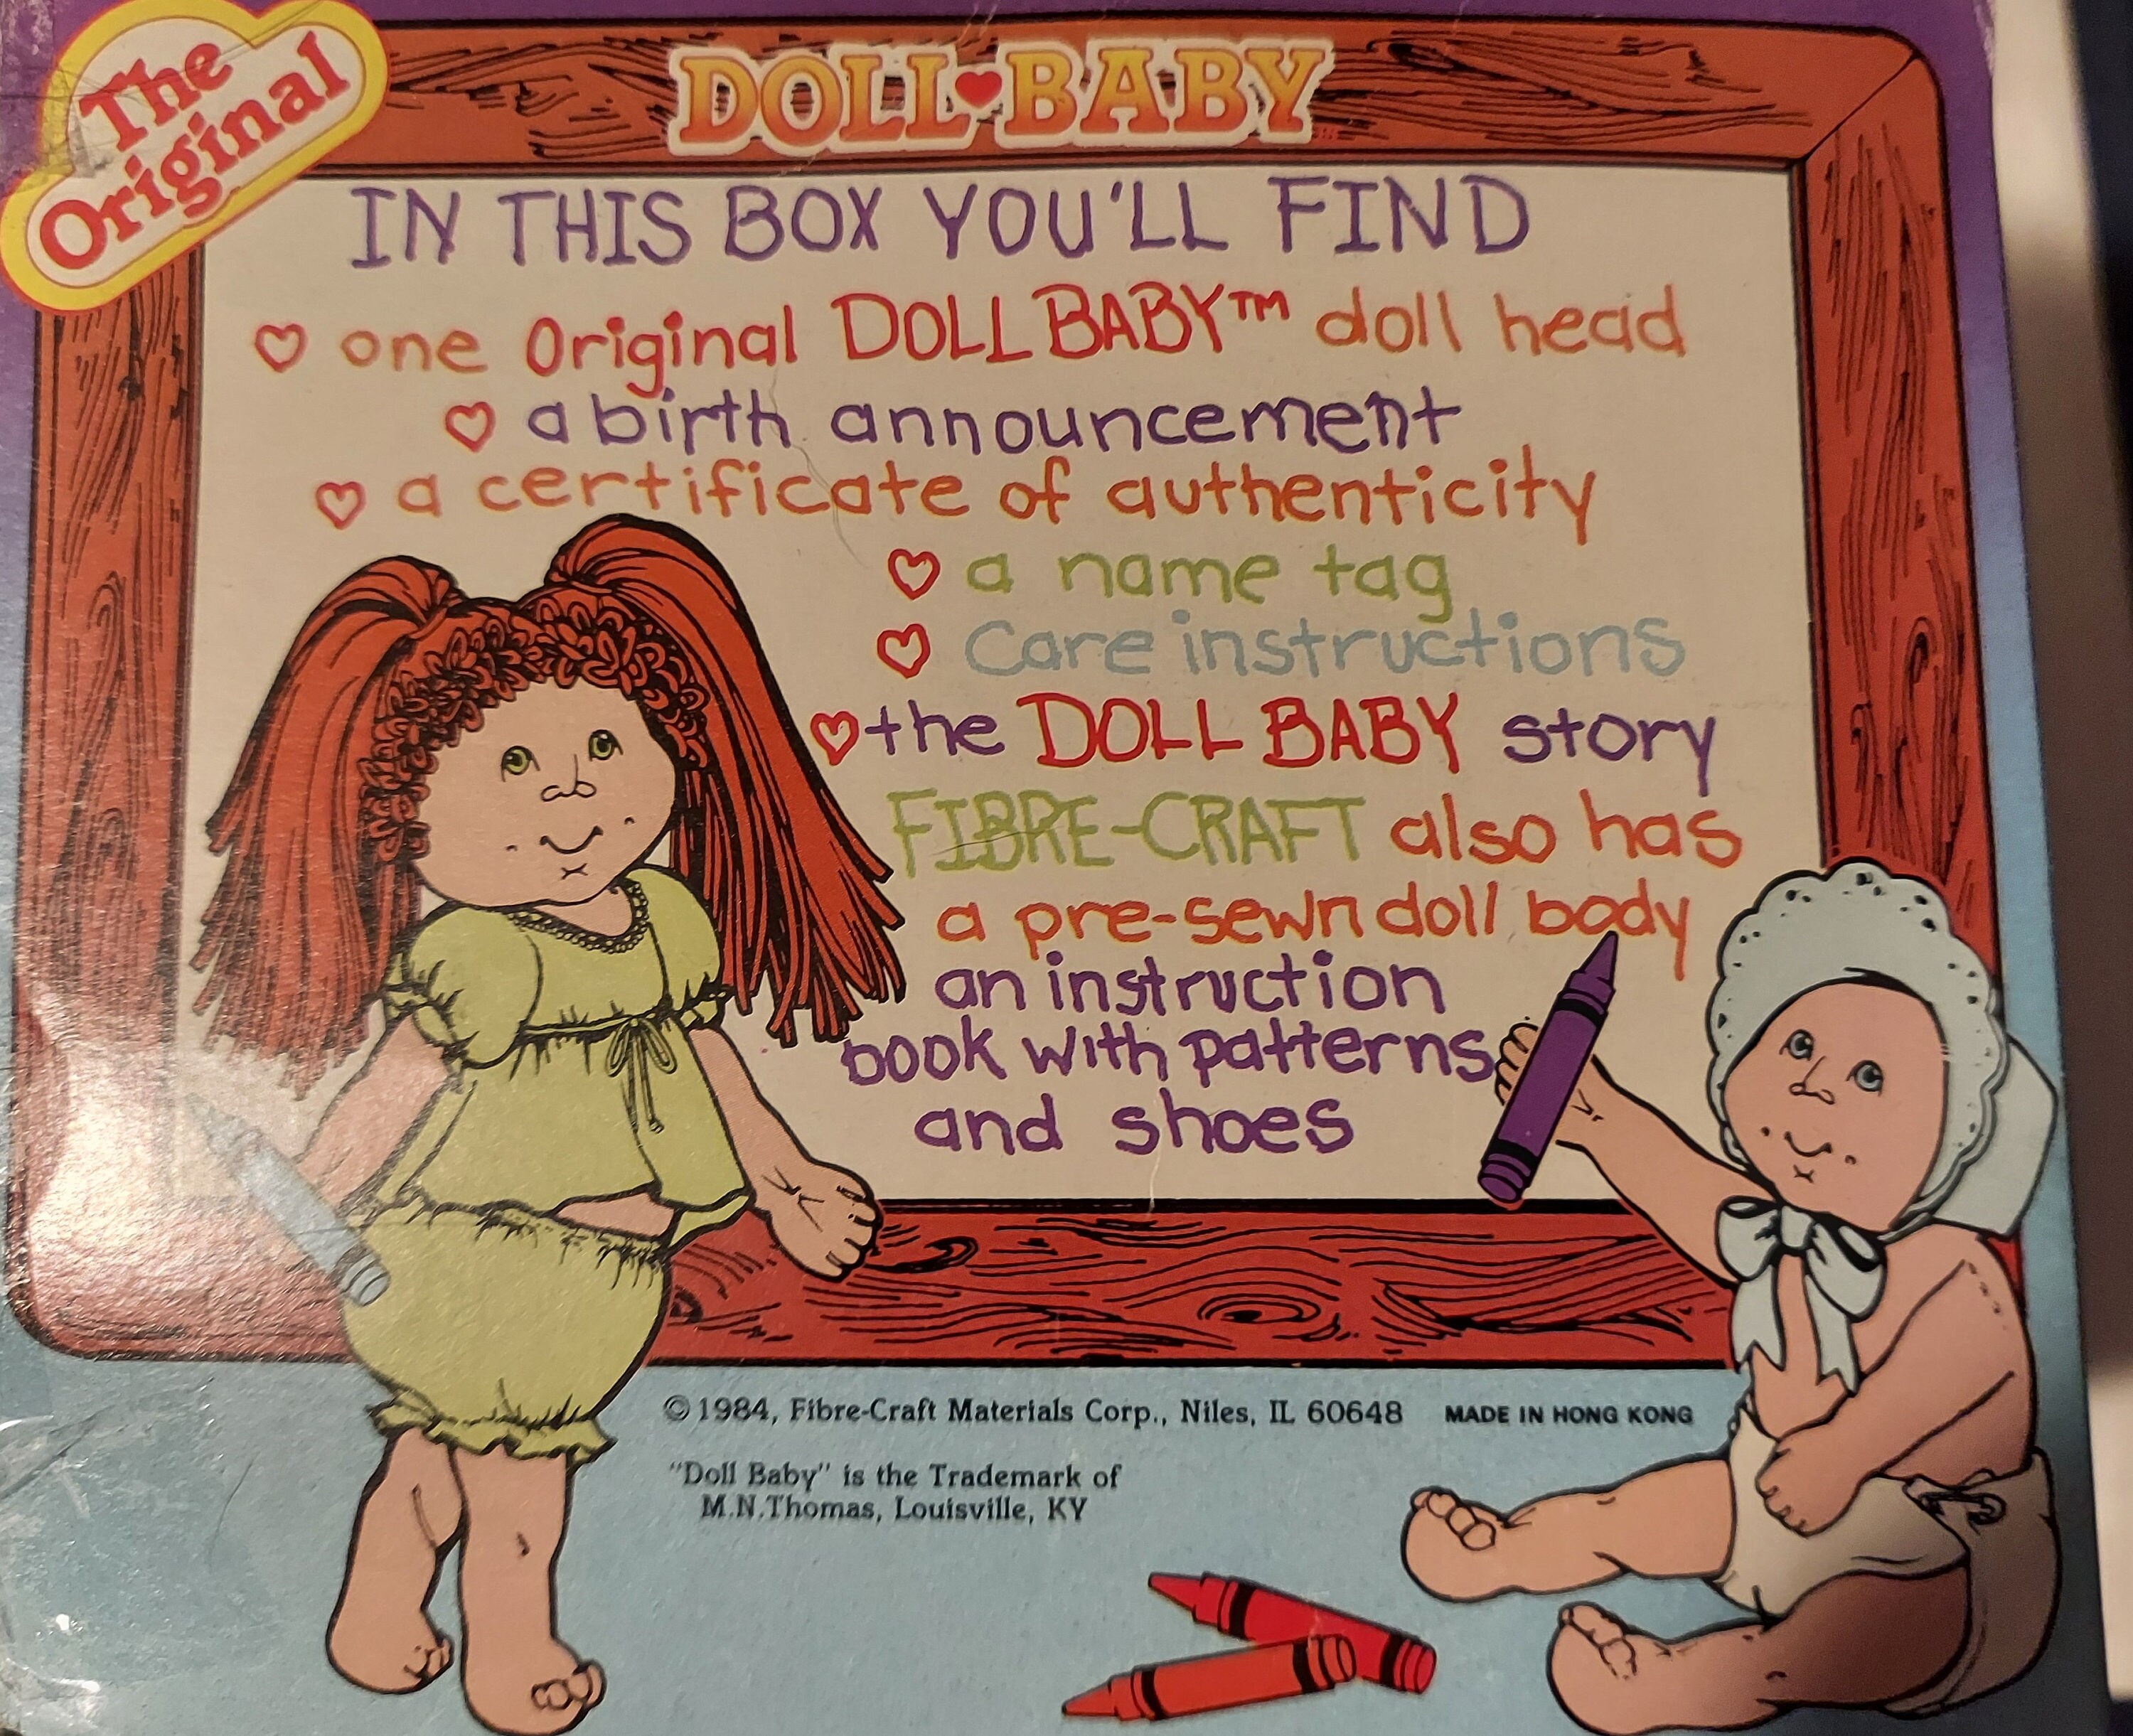 The
Original
DOLL BABY
IN THIS BOX YOU'LL FIND
one Original DOLL BABY™ doll head
a birth announcement
a certificate of authenticity
a name tag
Care instructions
the DOLL BABY story
FIBRE-CRAFT also has
a pre-sewn doll body
an instruction
book with patterns
and shoes
©1984, Fibre-Craft Materials Corp., Niles, IL 60648 MADE IN HONG KONG
"Doll Baby" is the Trademark of
M.N.Thomas, Louisville, KY